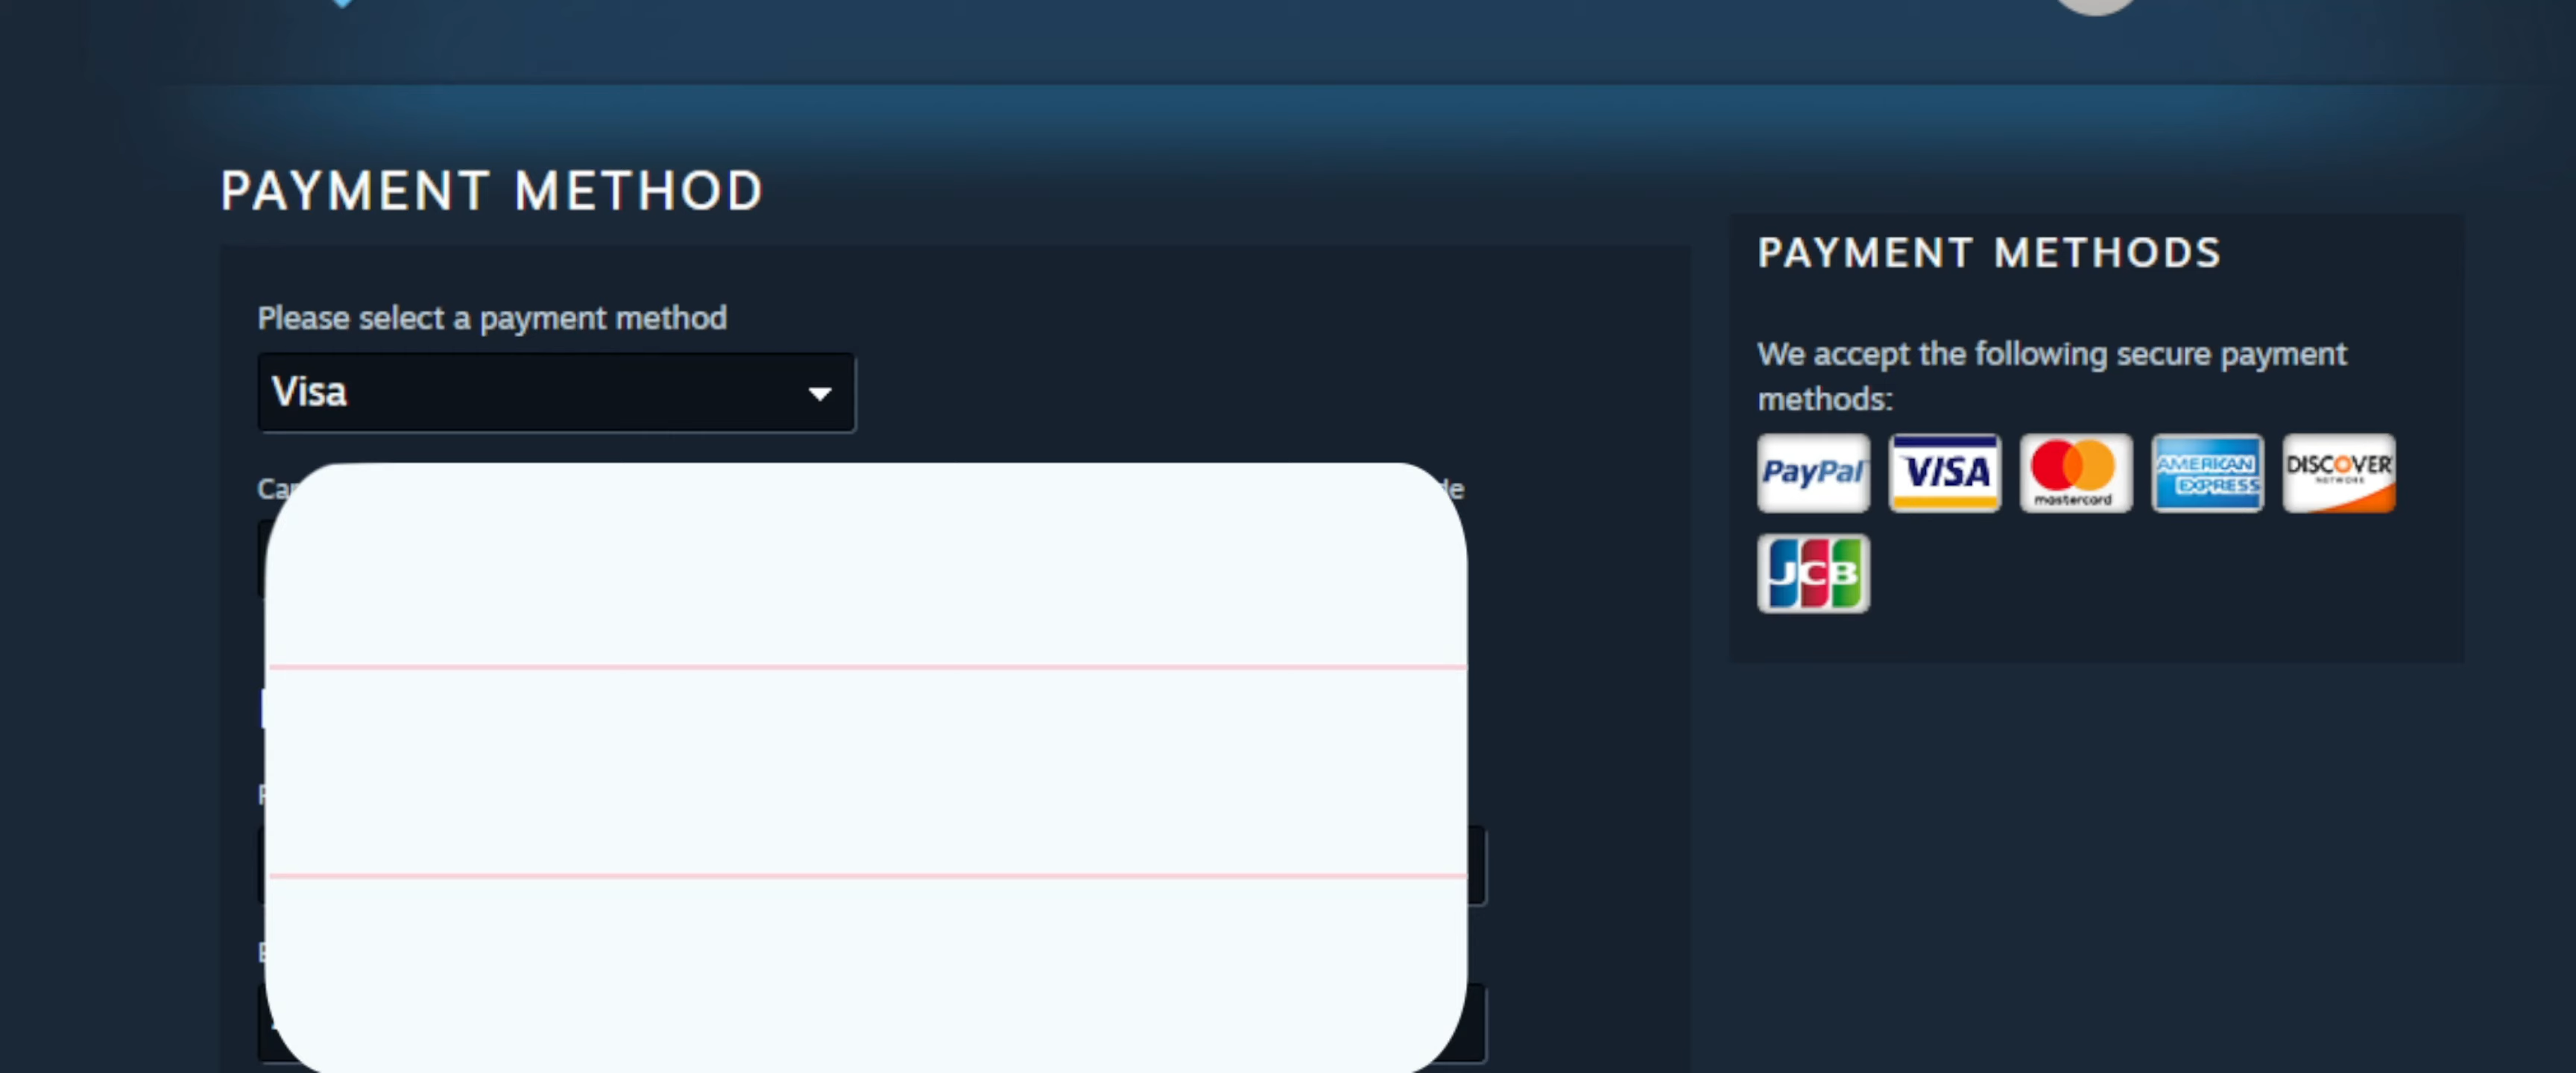 PAYMENT METHOD
Please select a payment method
Visa
PAYMENT METHODS
We accept the following secure payment
methods:
PayPal VISA mastercard AMERICAN EXPRESS DISCOVER NETWORK
JCB